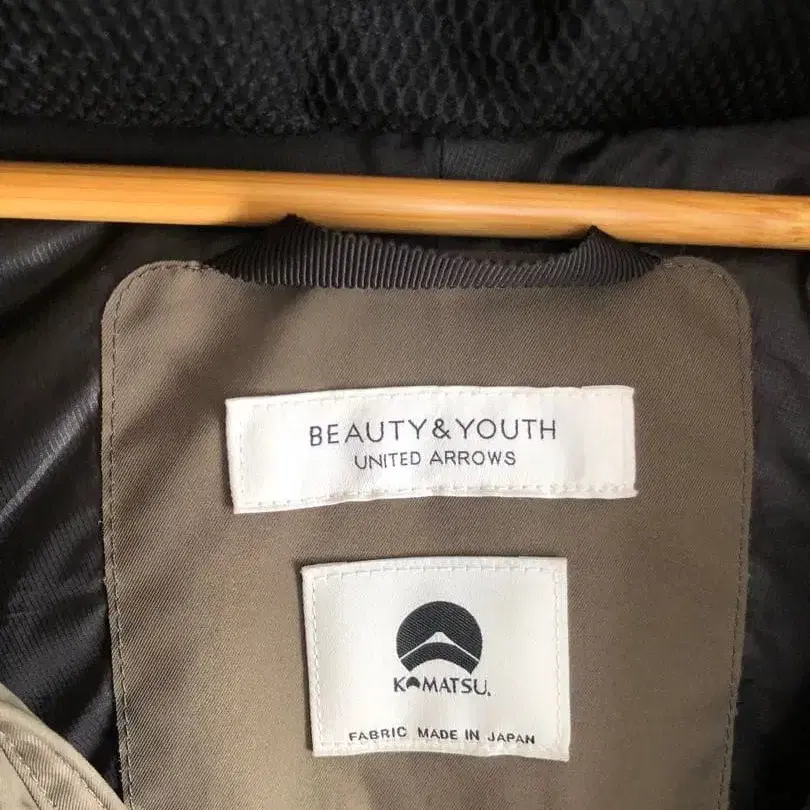 BEAUTY&YOUTH
UNITED ARROWS
KOMATSU.
FABRIC MADE IN JAPAN